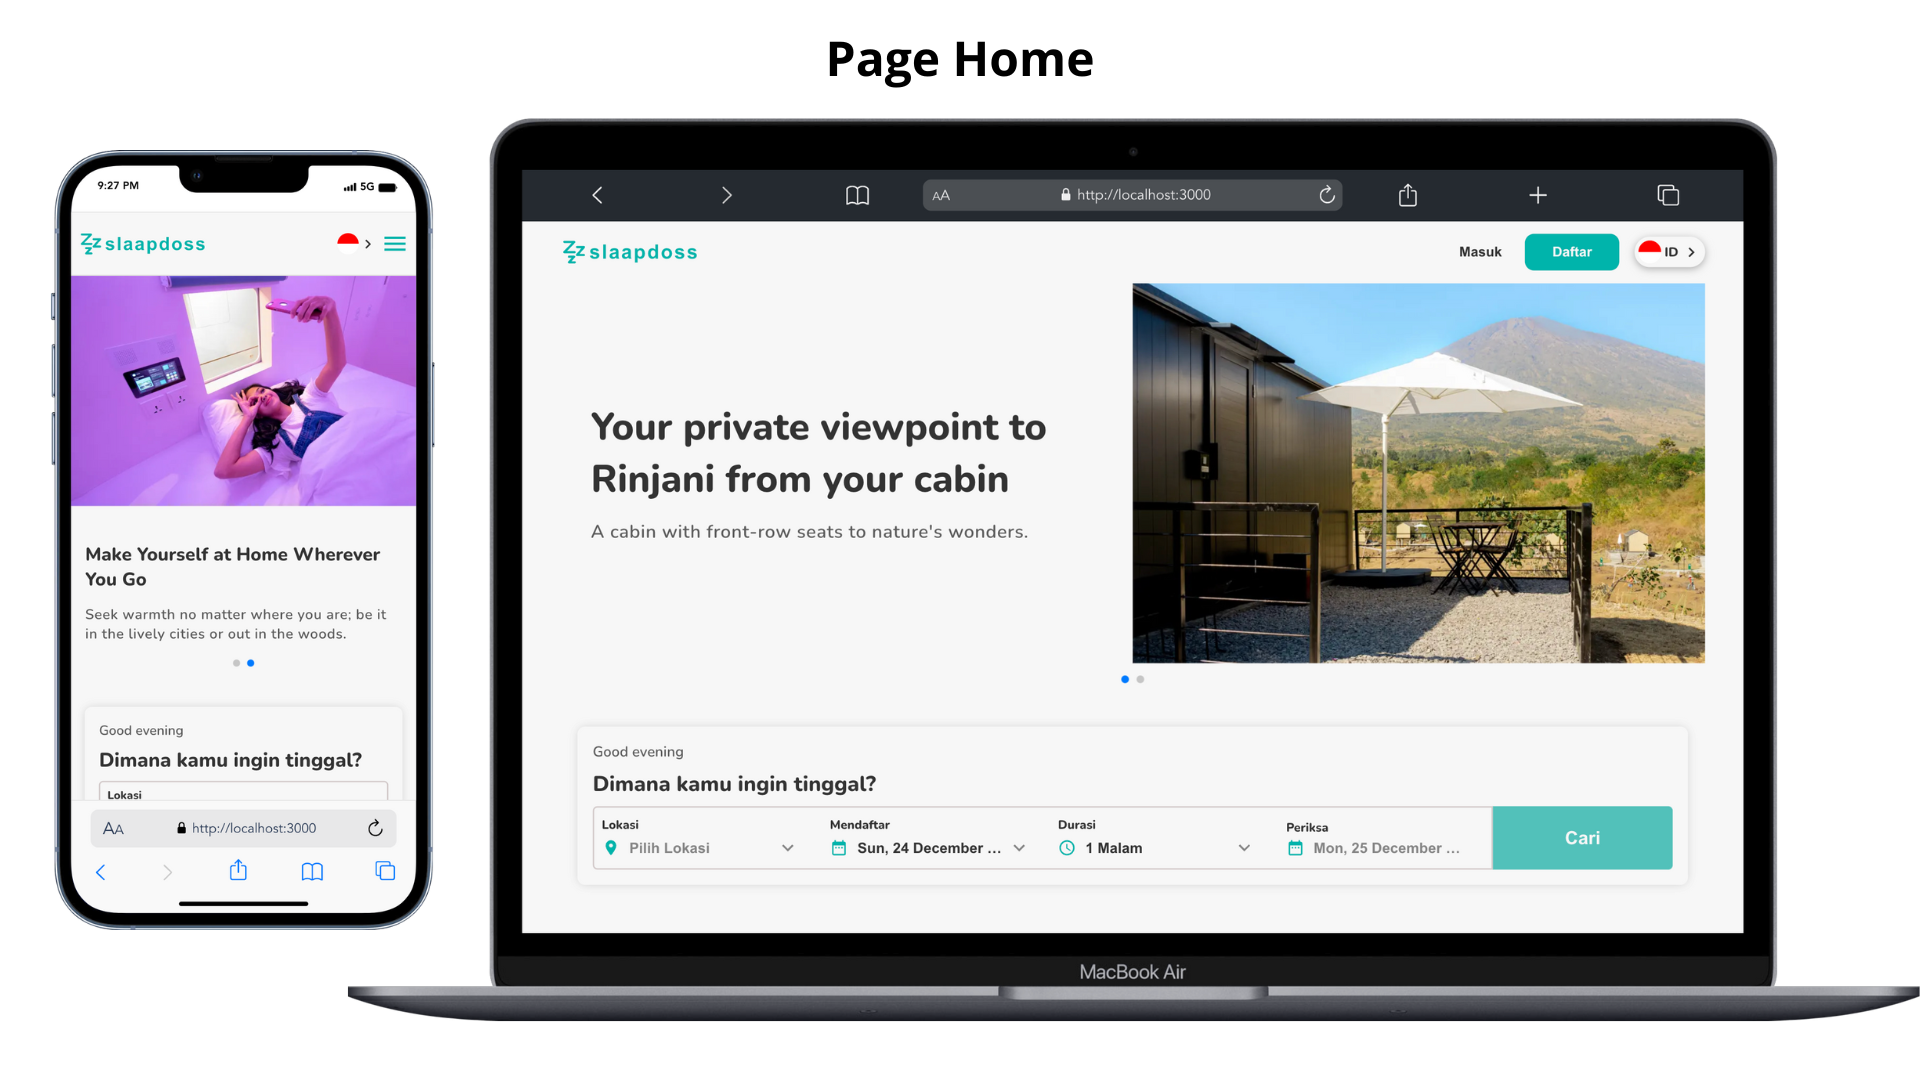 Page Home
9:27 PM
5G
slaapdoss
Make Yourself at Home Wherever
You Go
Seek warmth no matter where you are; be it
in the lively cities or out in the woods.
Good evening
Dimana kamu ingin tinggal?
Lokasi
AA
http://localhost:3000
AA
http://localhost:3000
slaapdoss
Masuk
Daftar
ID
Your private viewpoint to
Rinjani from your cabin
A cabin with front-row seats to nature's wonders.
Good evening
Dimana kamu ingin tinggal?
Lokasi
Pilih Lokasi
Mendaftar
Sun, 24 December ...
Durasi
1 Malam
Periksa
Mon, 25 December ...
Cari
MacBook Air